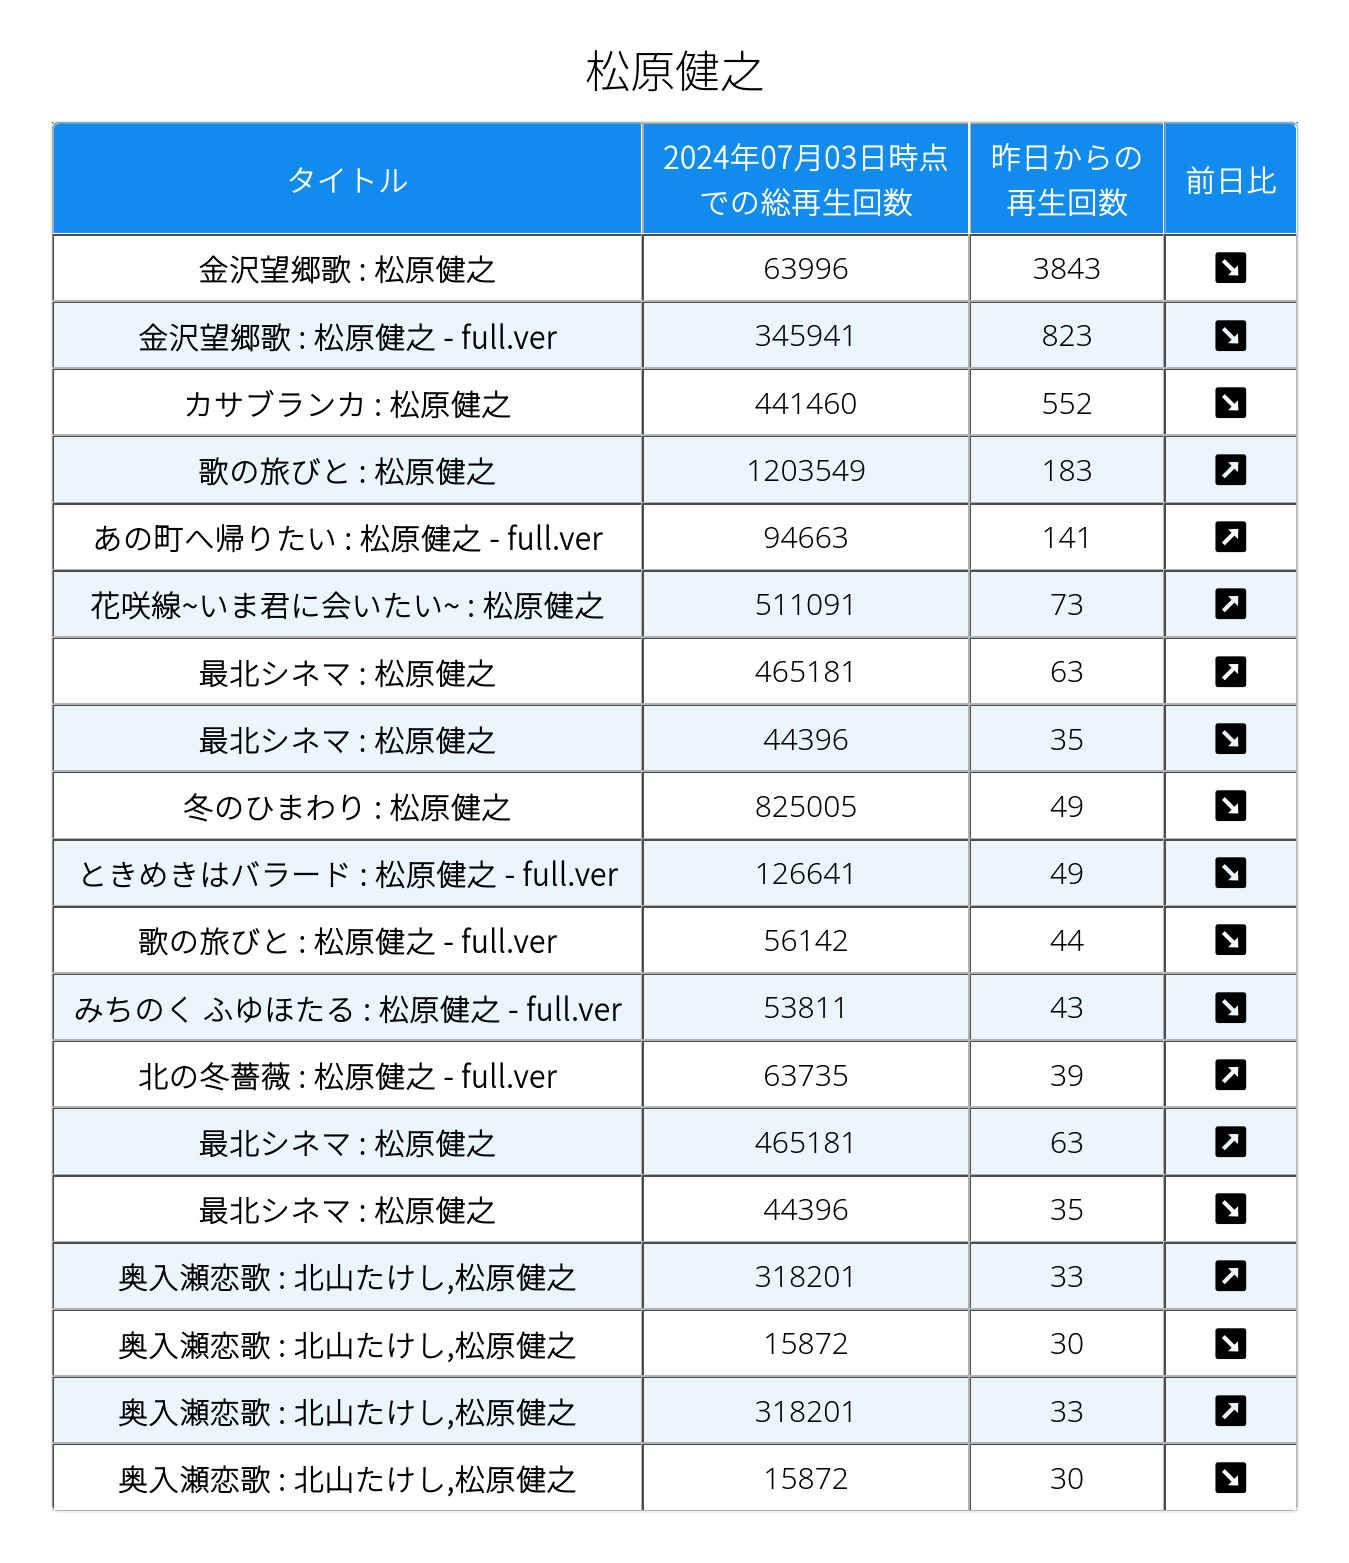 松原健之
タイトル 2024年07月03日時点での総再生回数 昨日からの再生回数 前日比
金沢望郷歌 : 松原健之 63996 3843 ↘
金沢望郷歌 : 松原健之 - full.ver 345941 823 ↘
カサブランカ : 松原健之 441460 552 ↘
歌の旅びと : 松原健之 1203549 183 ↗
あの町へ帰りたい : 松原健之 - full.ver 94663 141 ↗
花咲線~いま君に会いたい~ : 松原健之 511091 73 ↗
最北シネマ : 松原健之 465181 63 ↗
最北シネマ : 松原健之 44396 35 ↘
冬のひまわり : 松原健之 825005 49 ↘
ときめきはバラード : 松原健之 - full.ver 126641 49 ↘
歌の旅びと : 松原健之 - full.ver 56142 44 ↘
みちのく ふゆほたる : 松原健之 - full.ver 53811 43 ↘
北の冬薔薇 : 松原健之 - full.ver 63735 39 ↗
最北シネマ : 松原健之 465181 63 ↗
最北シネマ : 松原健之 44396 35 ↘
奥入瀬恋歌 : 北山たけし,松原健之 318201 33 ↗
奥入瀬恋歌 : 北山たけし,松原健之 15872 30 ↘
奥入瀬恋歌 : 北山たけし,松原健之 318201 33 ↗
奥入瀬恋歌 : 北山たけし,松原健之 15872 30 ↘